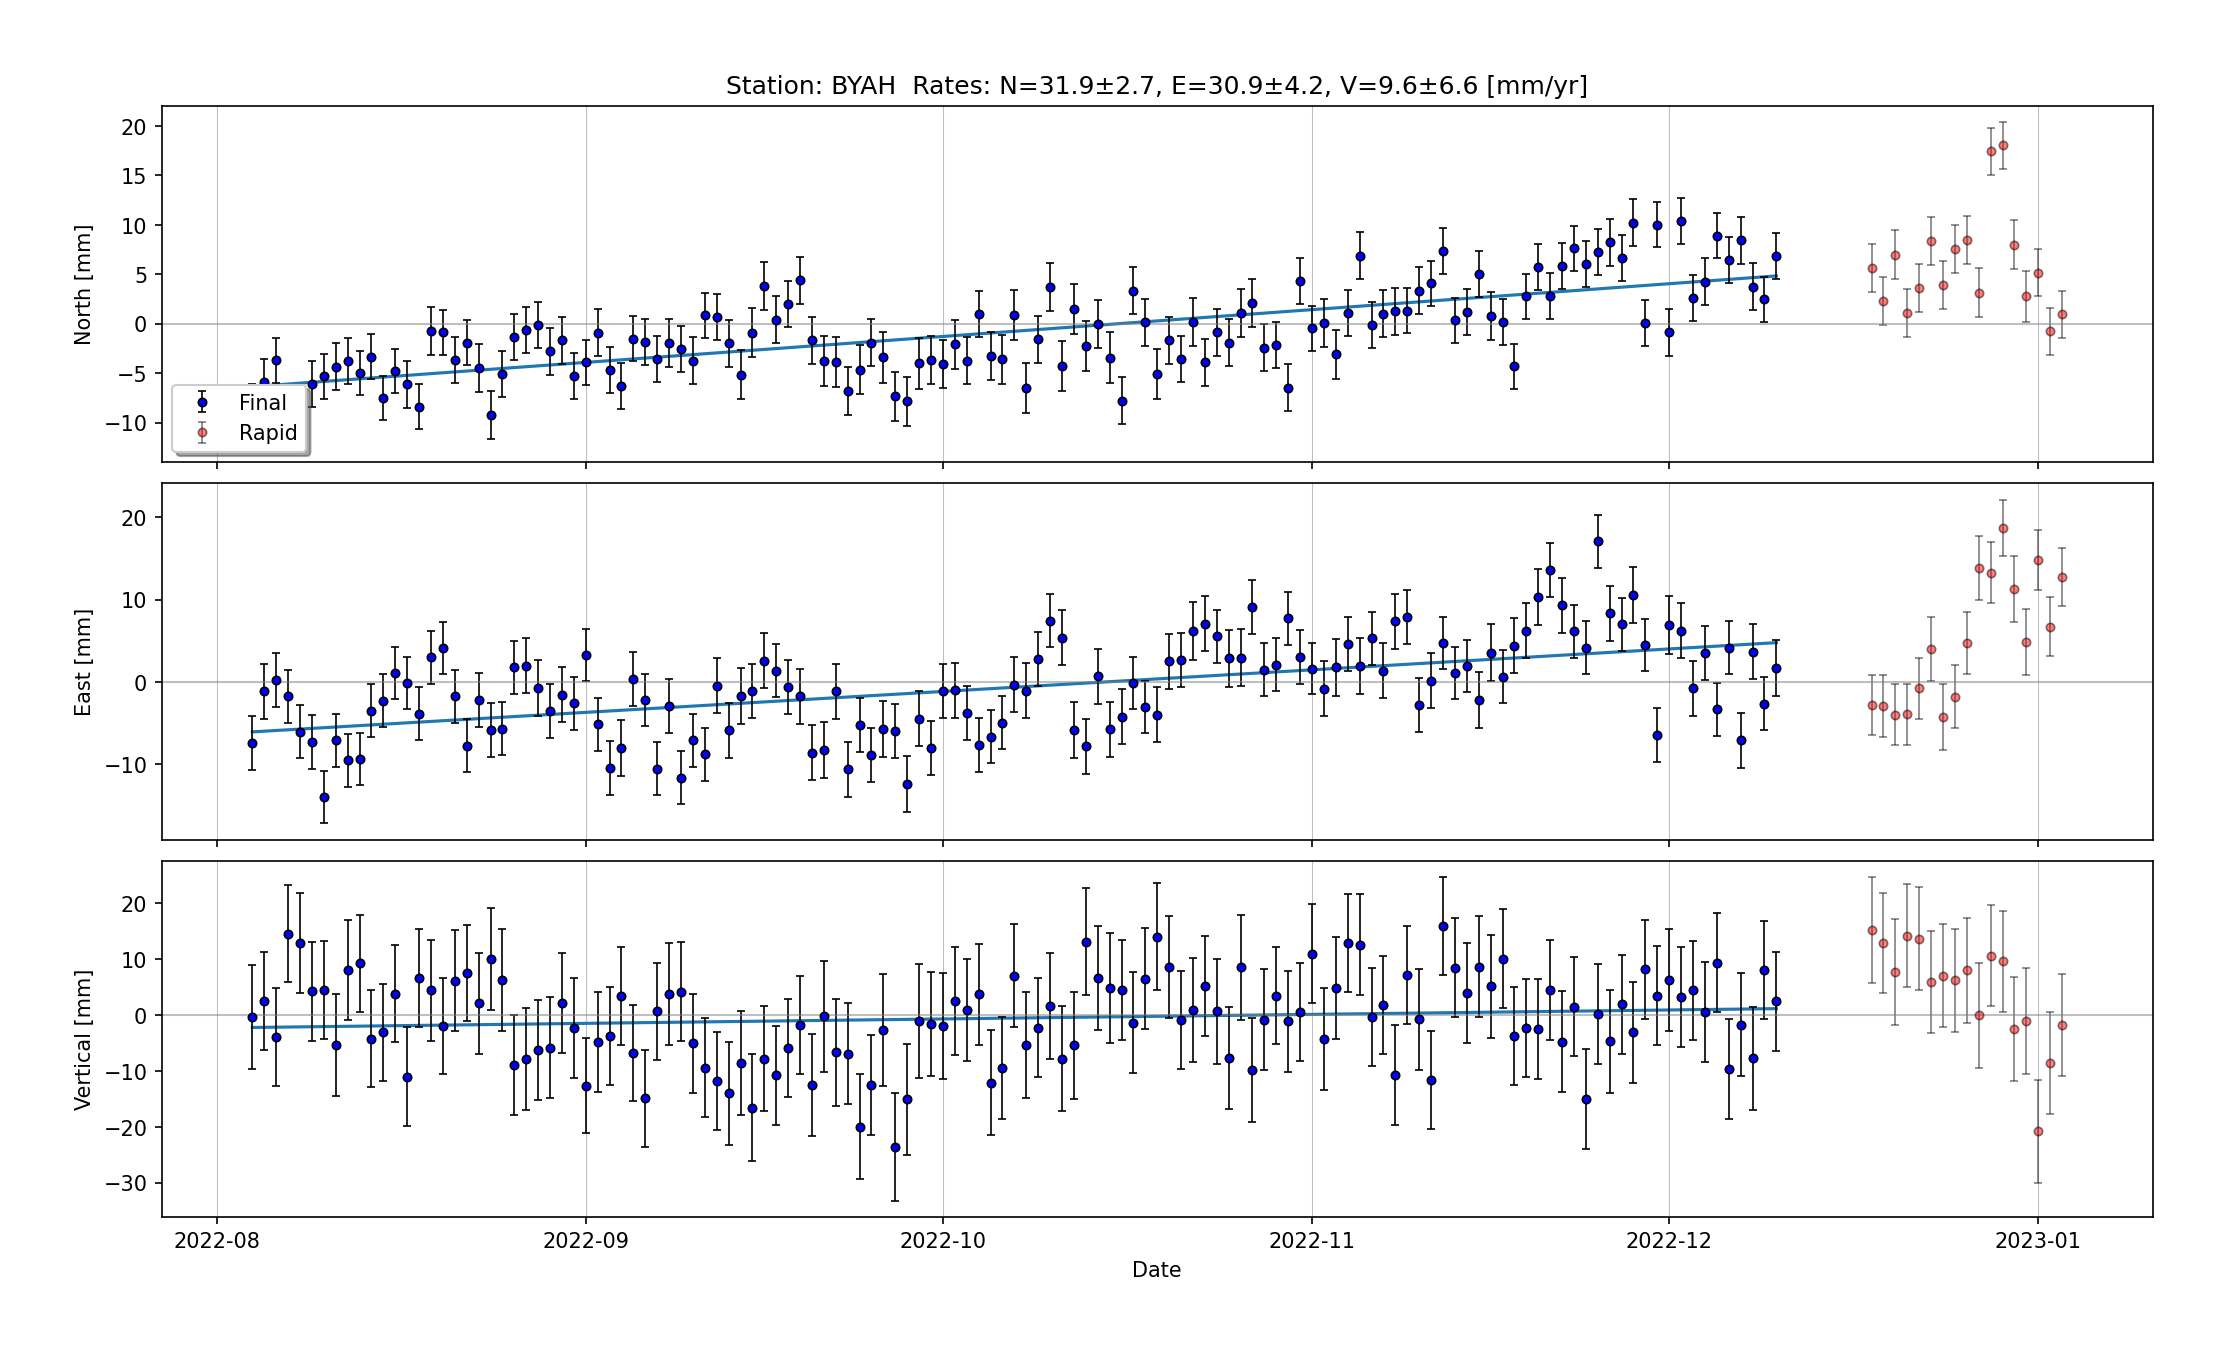 Station: BYAH  Rates: N=31.9±2.7, E=30.9±4.2, V=9.6±6.6 [mm/yr]
20
15
10
5
0
−5
−10
North [mm]
Final
Rapid
20
10
0
−10
East [mm]
20
10
0
−10
−20
−30
Vertical [mm]
2022-08 2022-09 2022-10 2022-11 2022-12 2023-01
Date